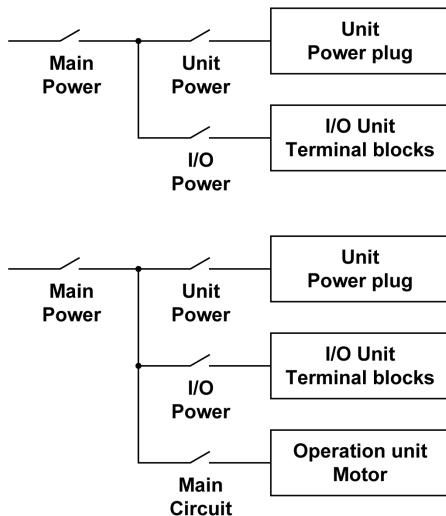 Main
Power
Unit
Power
Unit
Power plug
I/O
Power
I/O Unit
Terminal blocks
Main
Power
Unit
Power
Unit
Power plug
I/O
Power
I/O Unit
Terminal blocks
Main
Circuit
Operation unit
Motor